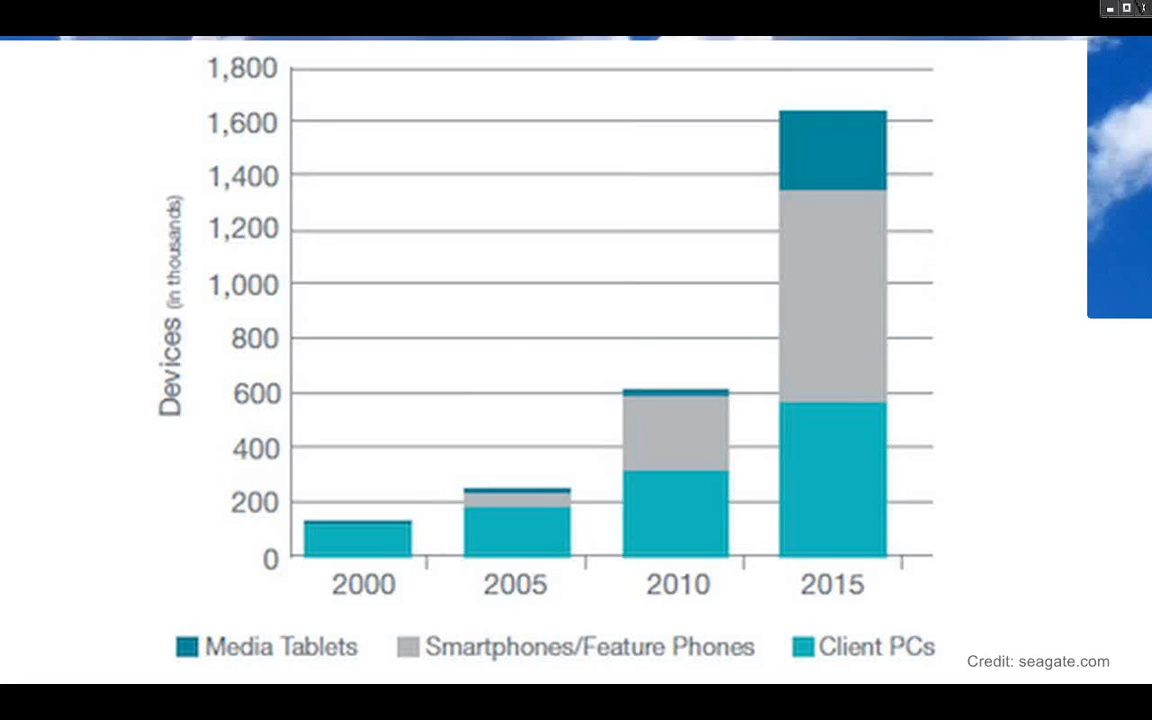 1,800
1,600
1,400
1,200
1,000
800
600
400
200
0
Devices (in thousands)
2000 2005 2010 2015
Media Tablets Smartphones/Feature Phones Client PCs
Credit: seagate.com